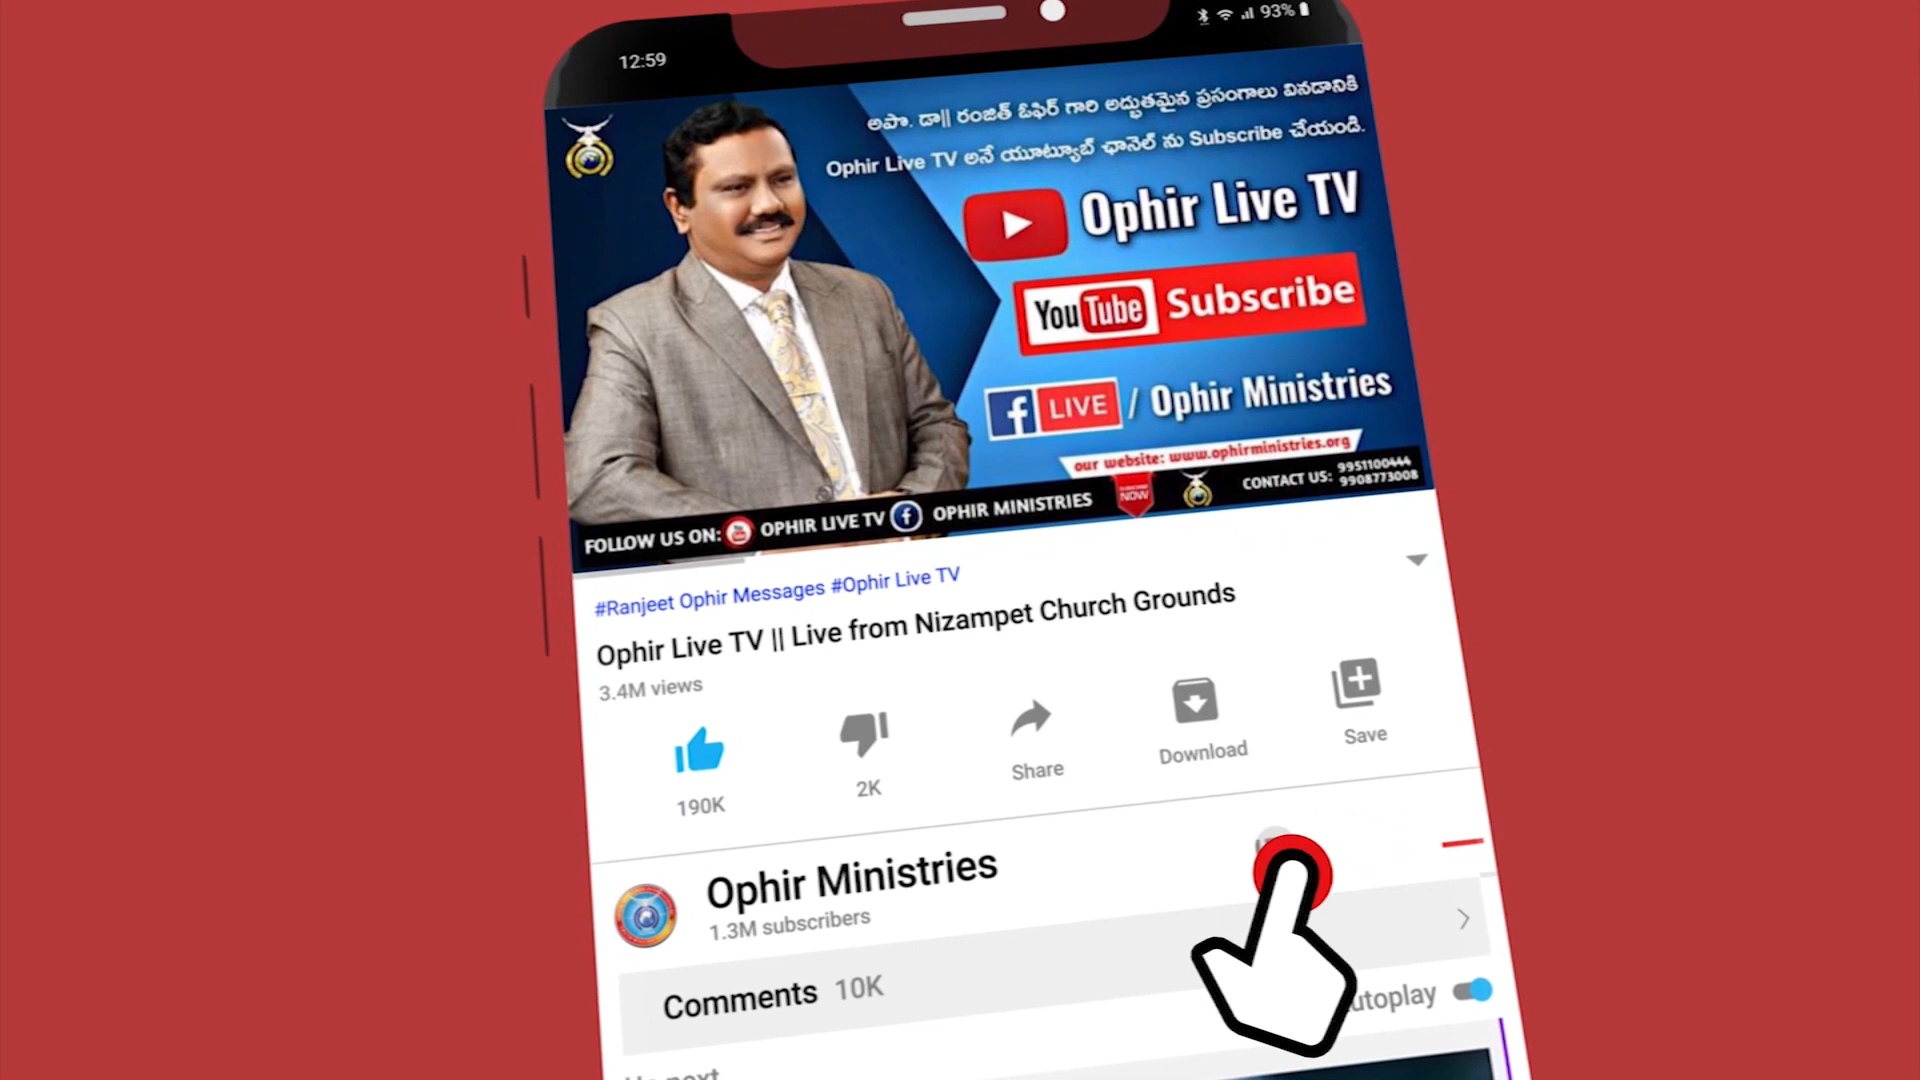 12:59
93%
అపొ. డా|| రంజిత్ ఓఫిర్ గారి అద్భుతమైన ప్రసంగాలు వినడానికి
Ophir Live TV అనే యూట్యూబ్ ఛానెల్ ను Subscribe చేయండి.
Ophir Live TV
YouTube Subscribe
f LIVE / Ophir Ministries
our website: www.ophirministries.org
FOLLOW US ON: OPHIR LIVE TV f OPHIR MINISTRIES
NOW
CONTACT US: 9951100444
9908773008
#Ranjeet Ophir Messages #Ophir Live TV
Ophir Live TV || Live from Nizampet Church Grounds
3.4M views
190K
2K
Share
Download
Save
Ophir Ministries
1.3M subscribers
Comments 10K
utoplay